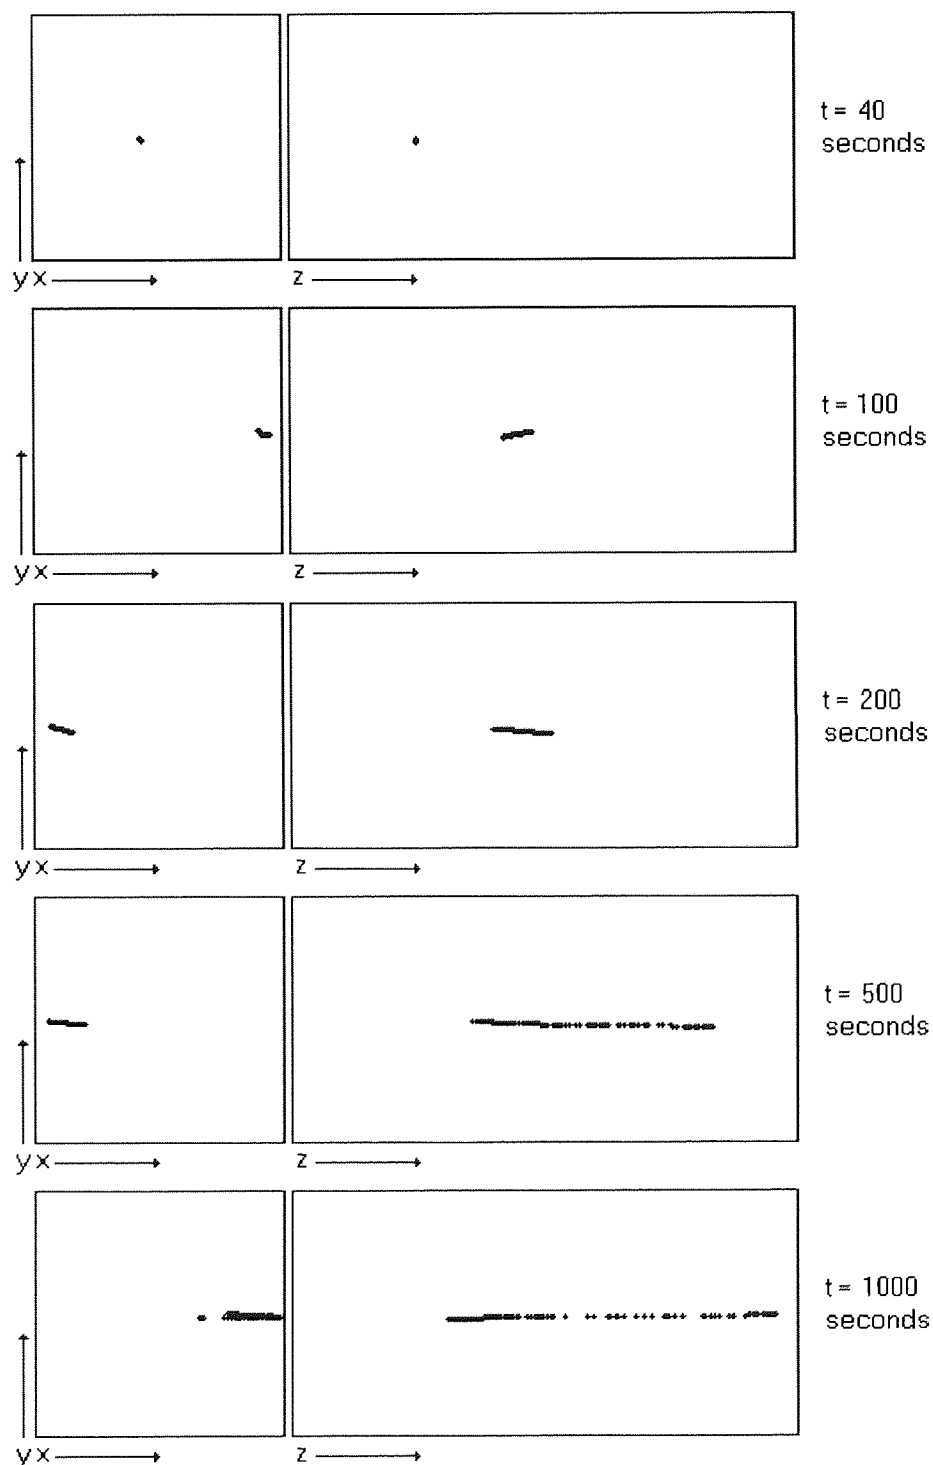 t = 40
seconds
y x
z
t = 100
seconds
y x
z
t = 200
seconds
y x
z
t = 500
seconds
y x
z
t = 1000
seconds
y x
z